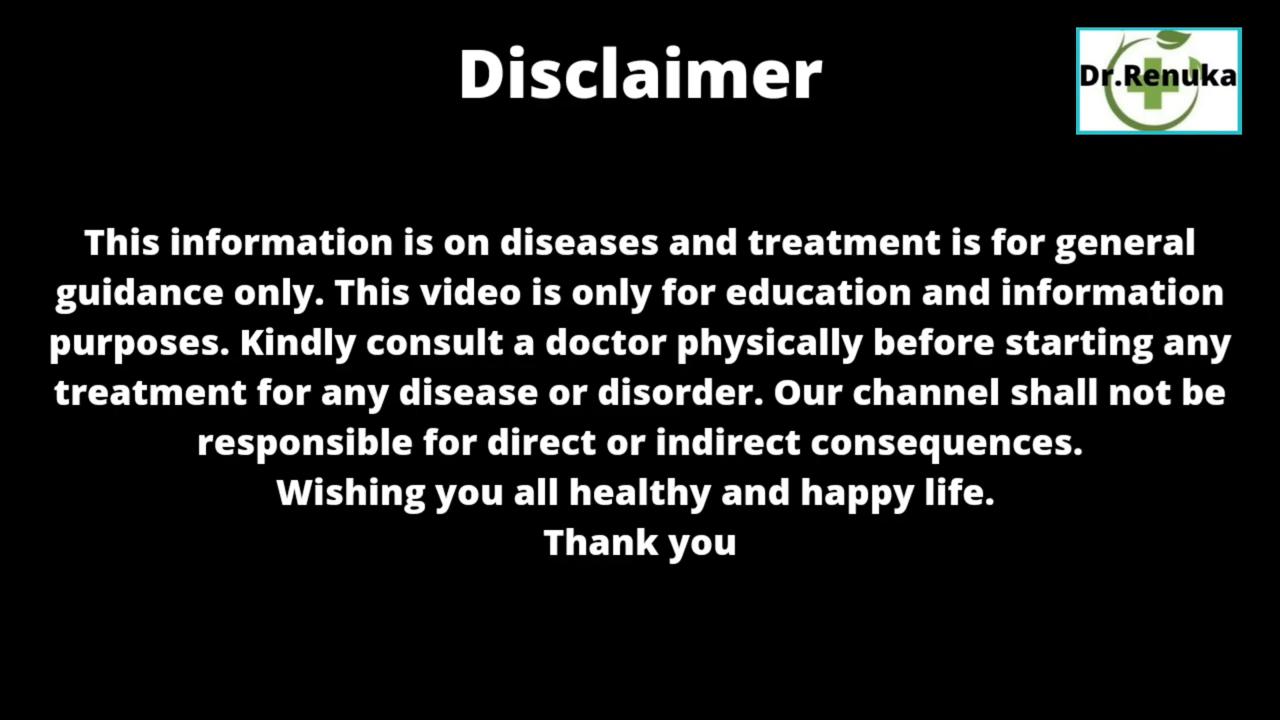 Disclaimer
Dr.Renuka
This information is on diseases and treatment is for general
guidance only. This video is only for education and information
purposes. Kindly consult a doctor physically before starting any
treatment for any disease or disorder. Our channel shall not be
responsible for direct or indirect consequences.
Wishing you all healthy and happy life.
Thank you